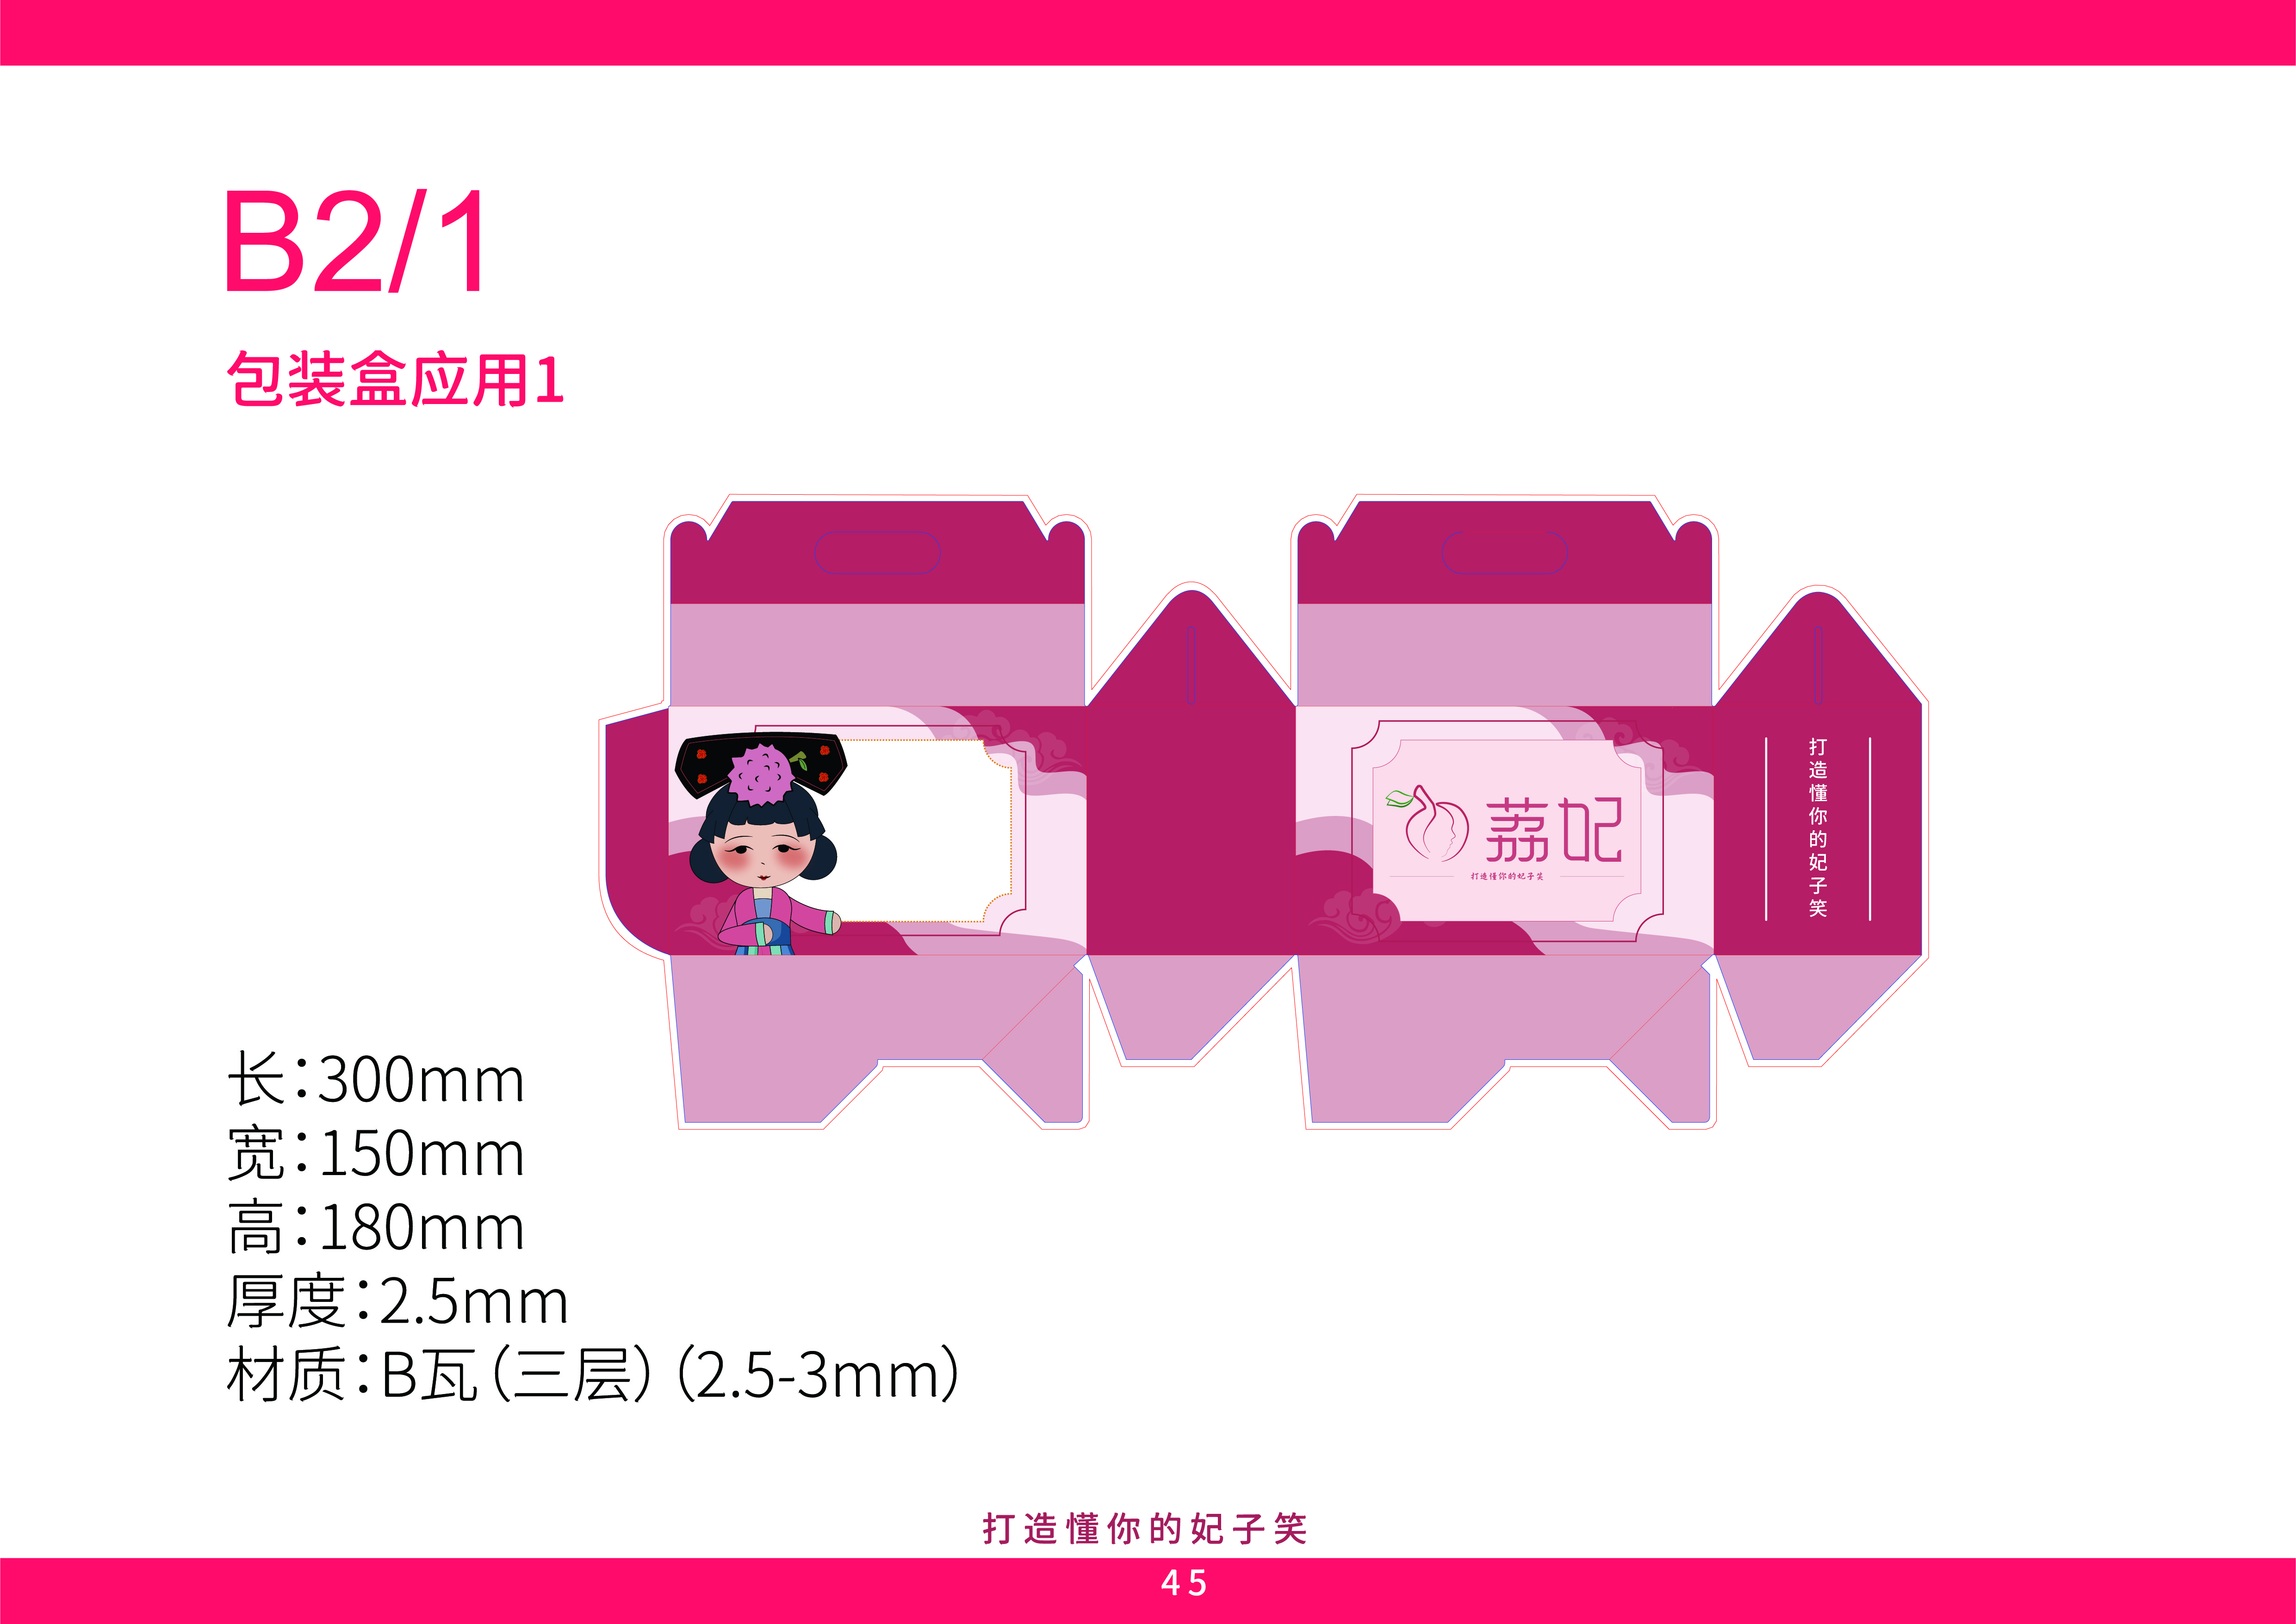 B2/1
包装盒应用1
荔妃
打造懂你的妃子笑
打造懂你的妃子笑
长：300mm
宽：150mm
高：180mm
厚度：2.5mm
材质：B瓦（三层）（2.5-3mm）
打造懂你的妃子笑
45